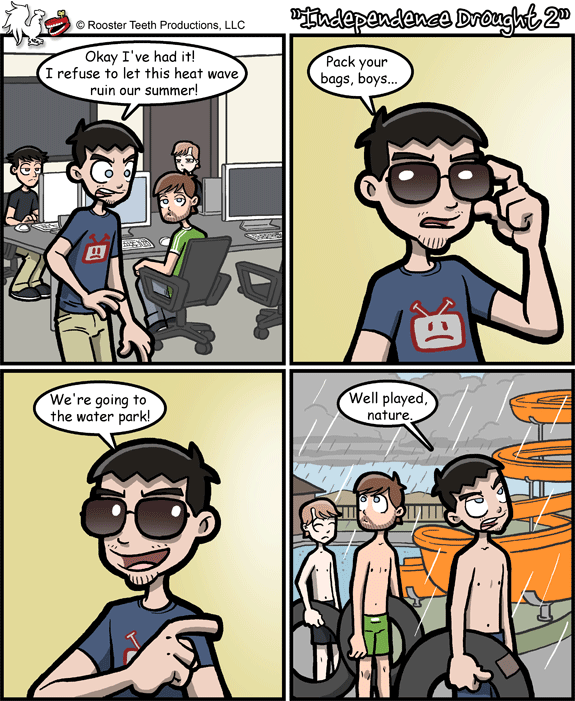 © Rooster Teeth Productions, LLC
"Independence Drought 2"
Okay I've had it!
I refuse to let this heat wave
ruin our summer!
Pack your
bags, boys...
We're going to
the water park!
Well played,
nature.